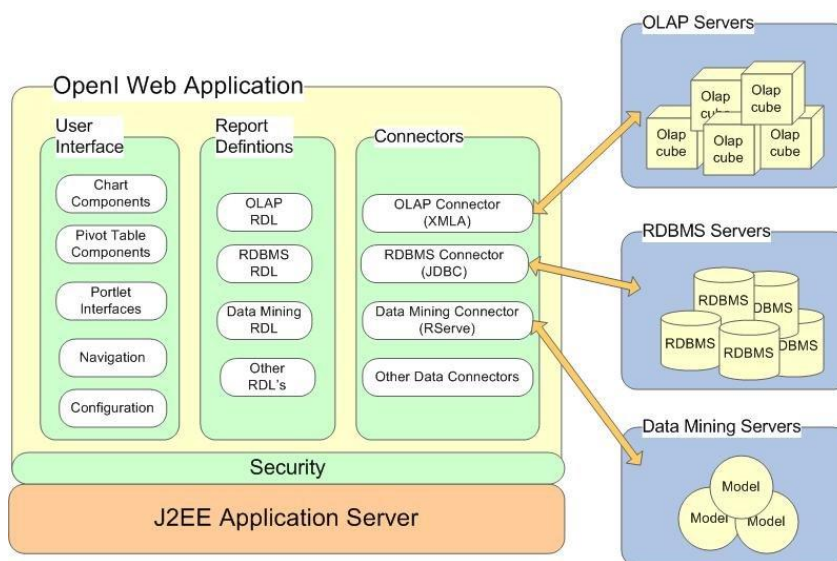 OpenI Web Application
User
Interface
Chart
Components
Pivot Table
Components
Portlet
Interfaces
Navigation
Configuration
Report
Defintions
OLAP
RDL
RDBMS
RDL
Data Mining
RDL
Other
RDL's
Connectors
OLAP Connector
(XMLA)
RDBMS Connector
(JDBC)
Data Mining Connector
(RServe)
Other Data Connectors
Security
J2EE Application Server
OLAP Servers
Olap
cube
Olap
cube
Olap
cube
Olap
cube
Olap
cube
RDBMS Servers
RDBMS
RDBMS
RDBMS
RDBMS
RDBMS
Data Mining Servers
Model
Model
Model